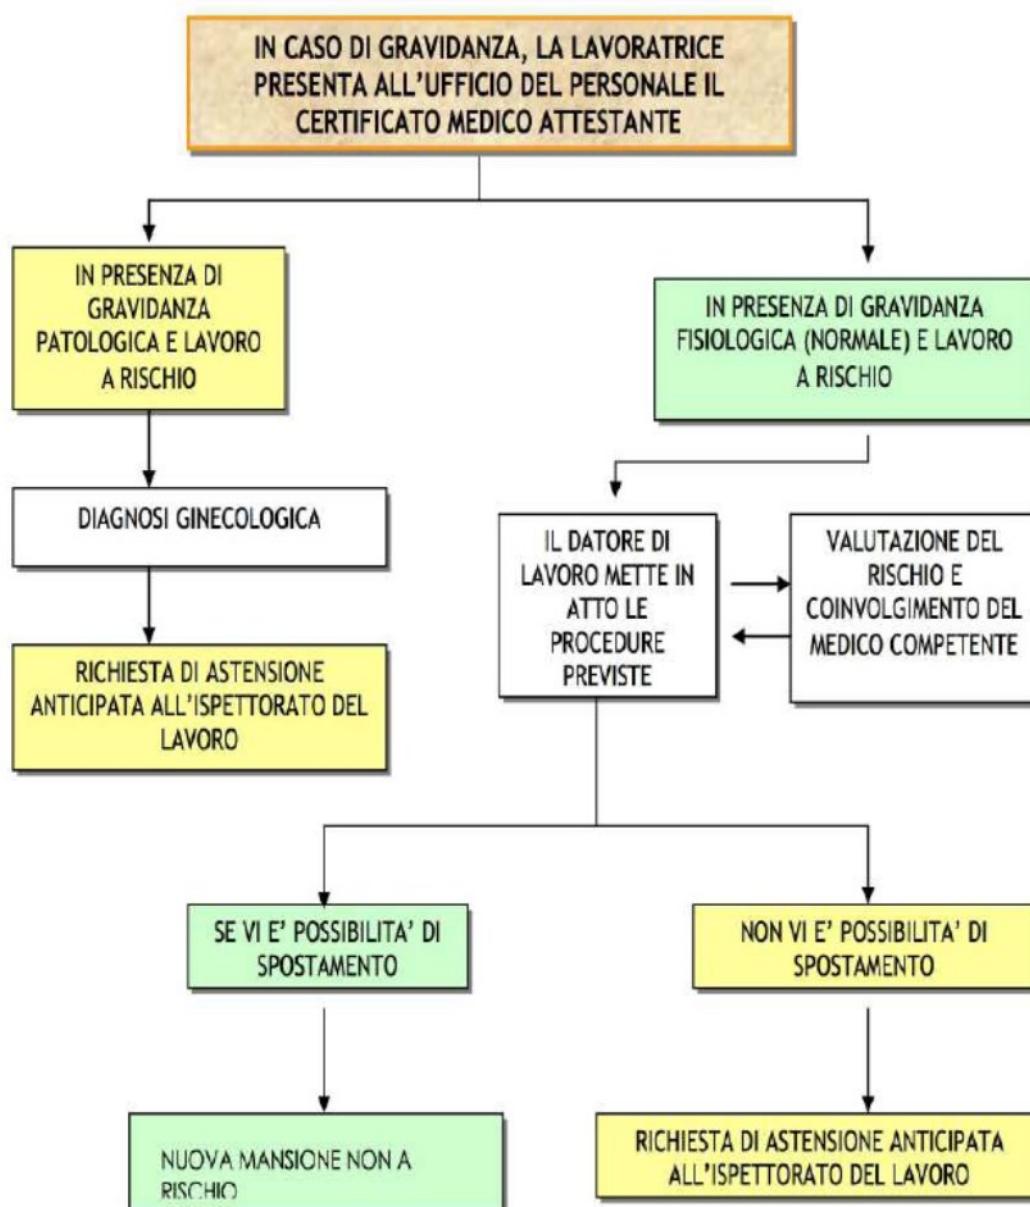 IN CASO DI GRAVIDANZA, LA LAVORATRICE
PRESENTA ALL'UFFICIO DEL PERSONALE IL
CERTIFICATO MEDICO ATTESTANTE
IN PRESENZA DI
GRAVIDANZA
PATOLOGICA E LAVORO
A RISCHIO
IN PRESENZA DI GRAVIDANZA
FISIOLOGICA (NORMALE) E LAVORO
A RISCHIO
DIAGNOSI GINECOLOGICA
IL DATORE DI
LAVORO METTE IN
ATTO LE
PROCEDURE
PREVISTE
VALUTAZIONE DEL
RISCHIO E
COINVOLGIMENTO DEL
MEDICO COMPETENTE
RICHIESTA DI ASTENSIONE
ANTICIPATA ALL'ISPETTORATO DEL
LAVORO
SE VI E' POSSIBILITA' DI
SPOSTAMENTO
NON VI E' POSSIBILITA' DI
SPOSTAMENTO
NUOVA MANSIONE NON A
RISCHIO
RICHIESTA DI ASTENSIONE ANTICIPATA
ALL'ISPETTORATO DEL LAVORO